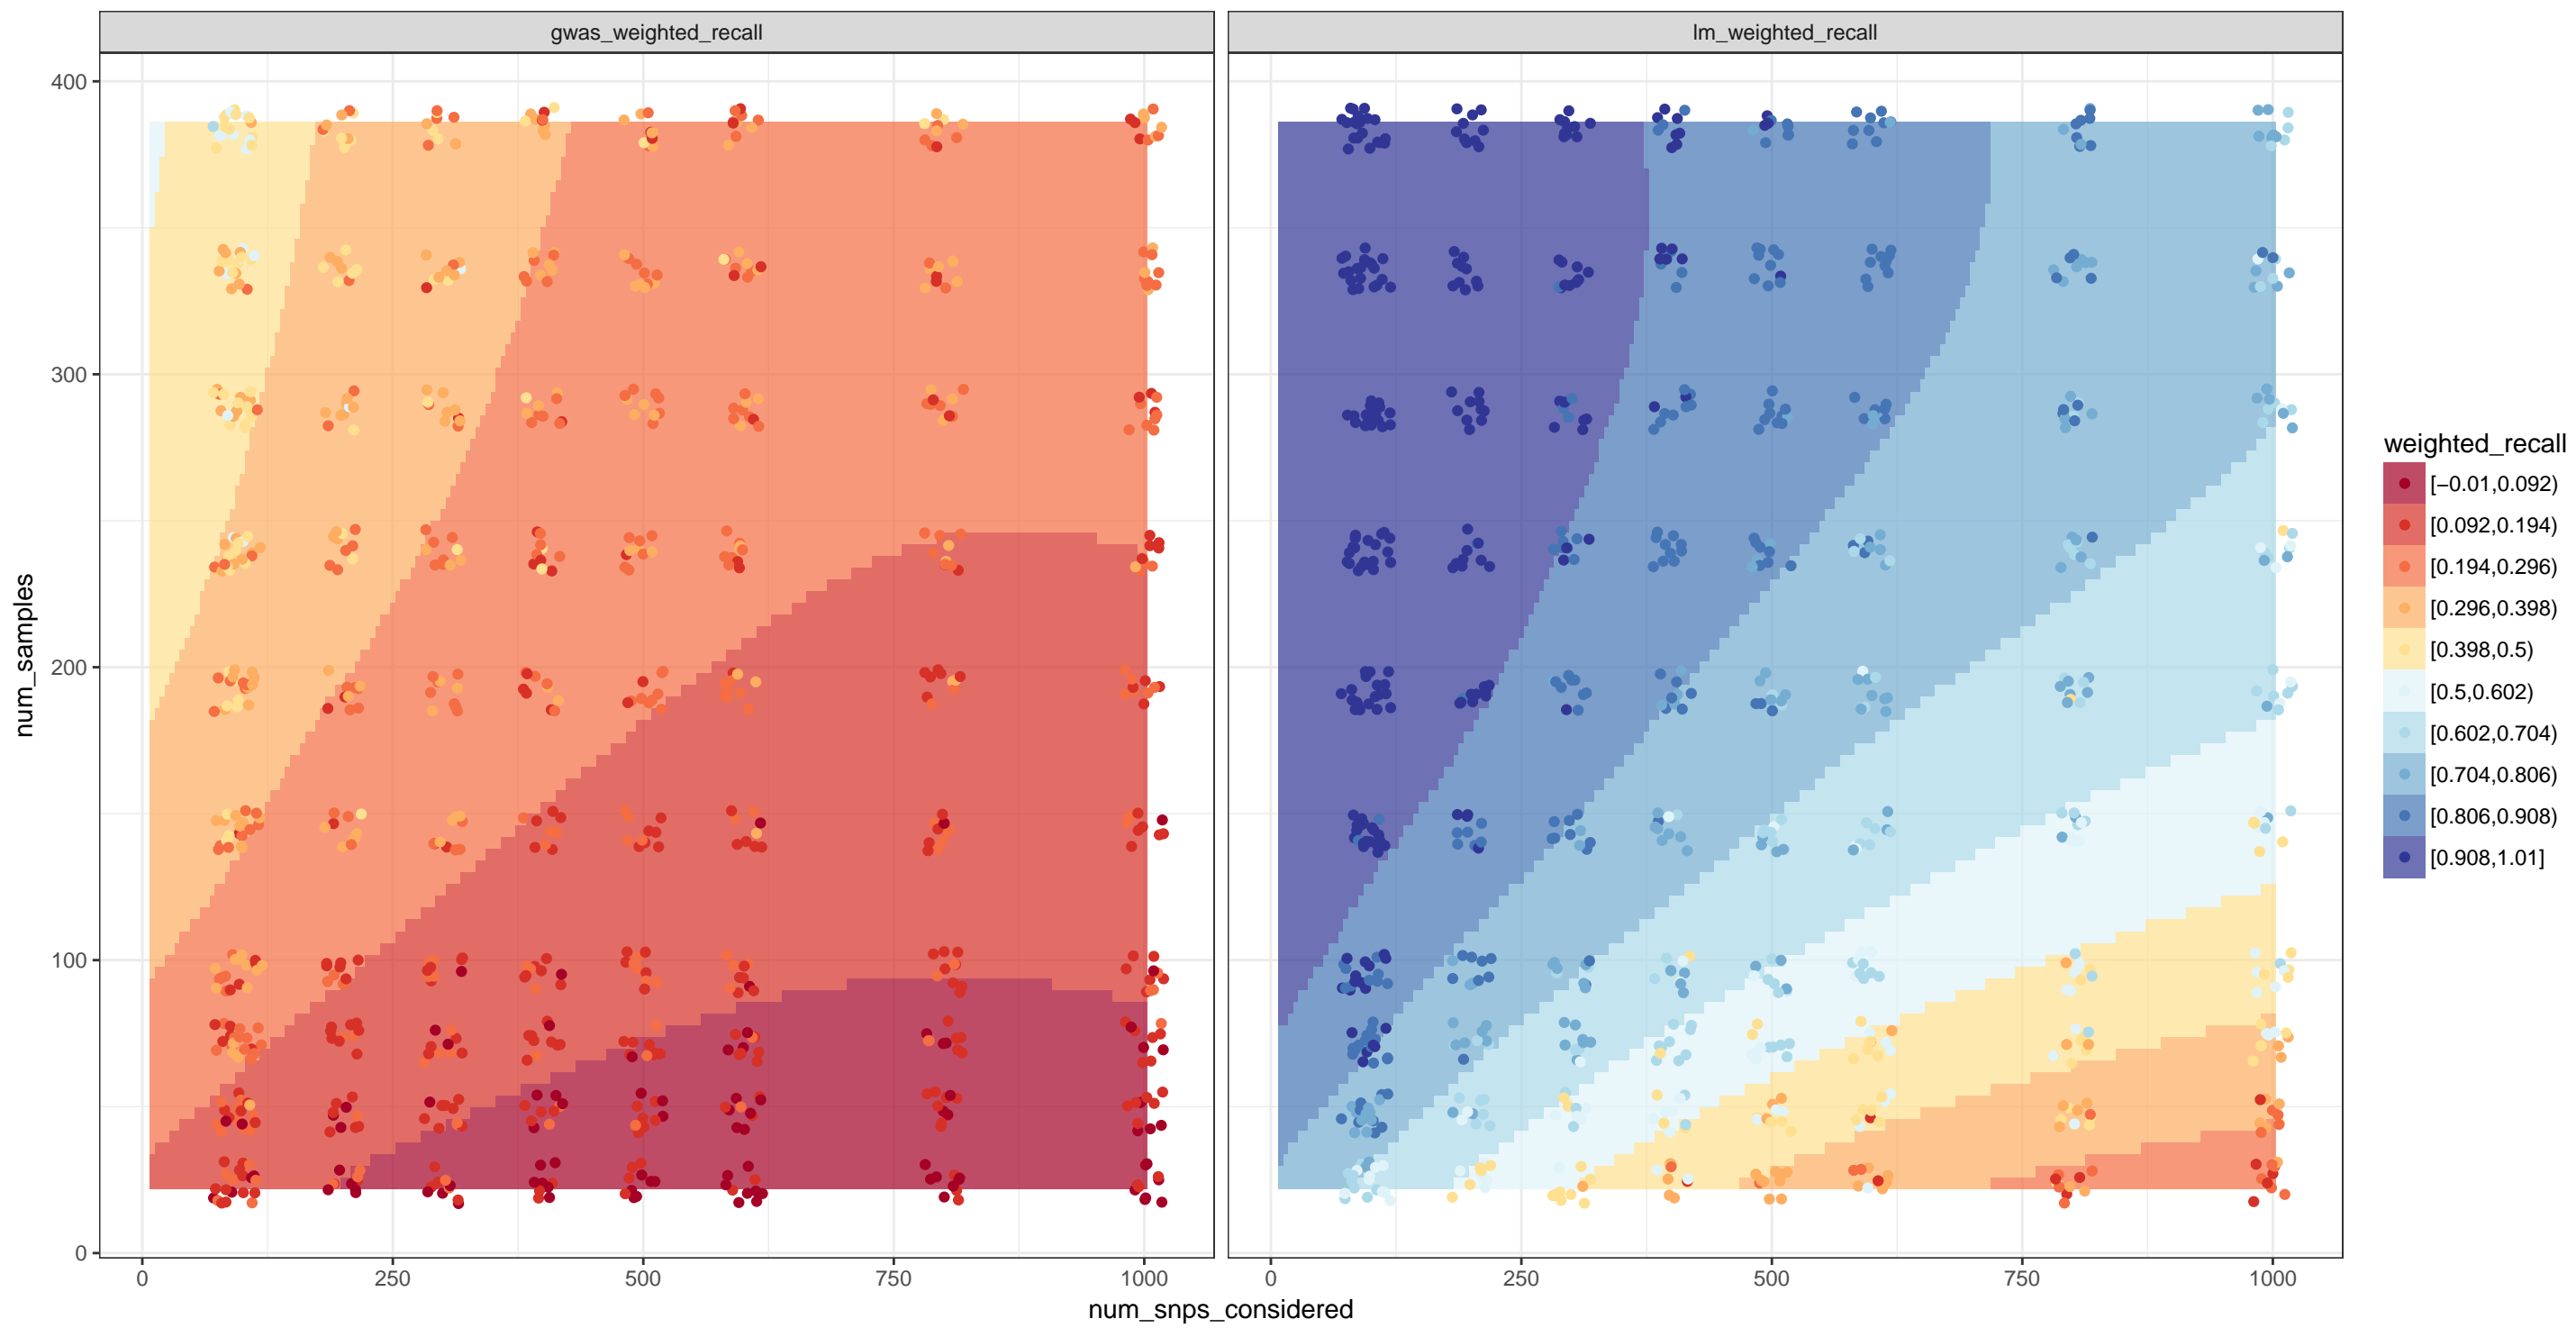 gwas_weighted_recall
lm_weighted_recall
400
300
200
100
0
num_samples
0 250 500 750 1000
0 250 500 750 1000
num_snps_considered
weighted_recall
[−0.01,0.092)
[0.092,0.194)
[0.194,0.296)
[0.296,0.398)
[0.398,0.5)
[0.5,0.602)
[0.602,0.704)
[0.704,0.806)
[0.806,0.908)
[0.908,1.01]